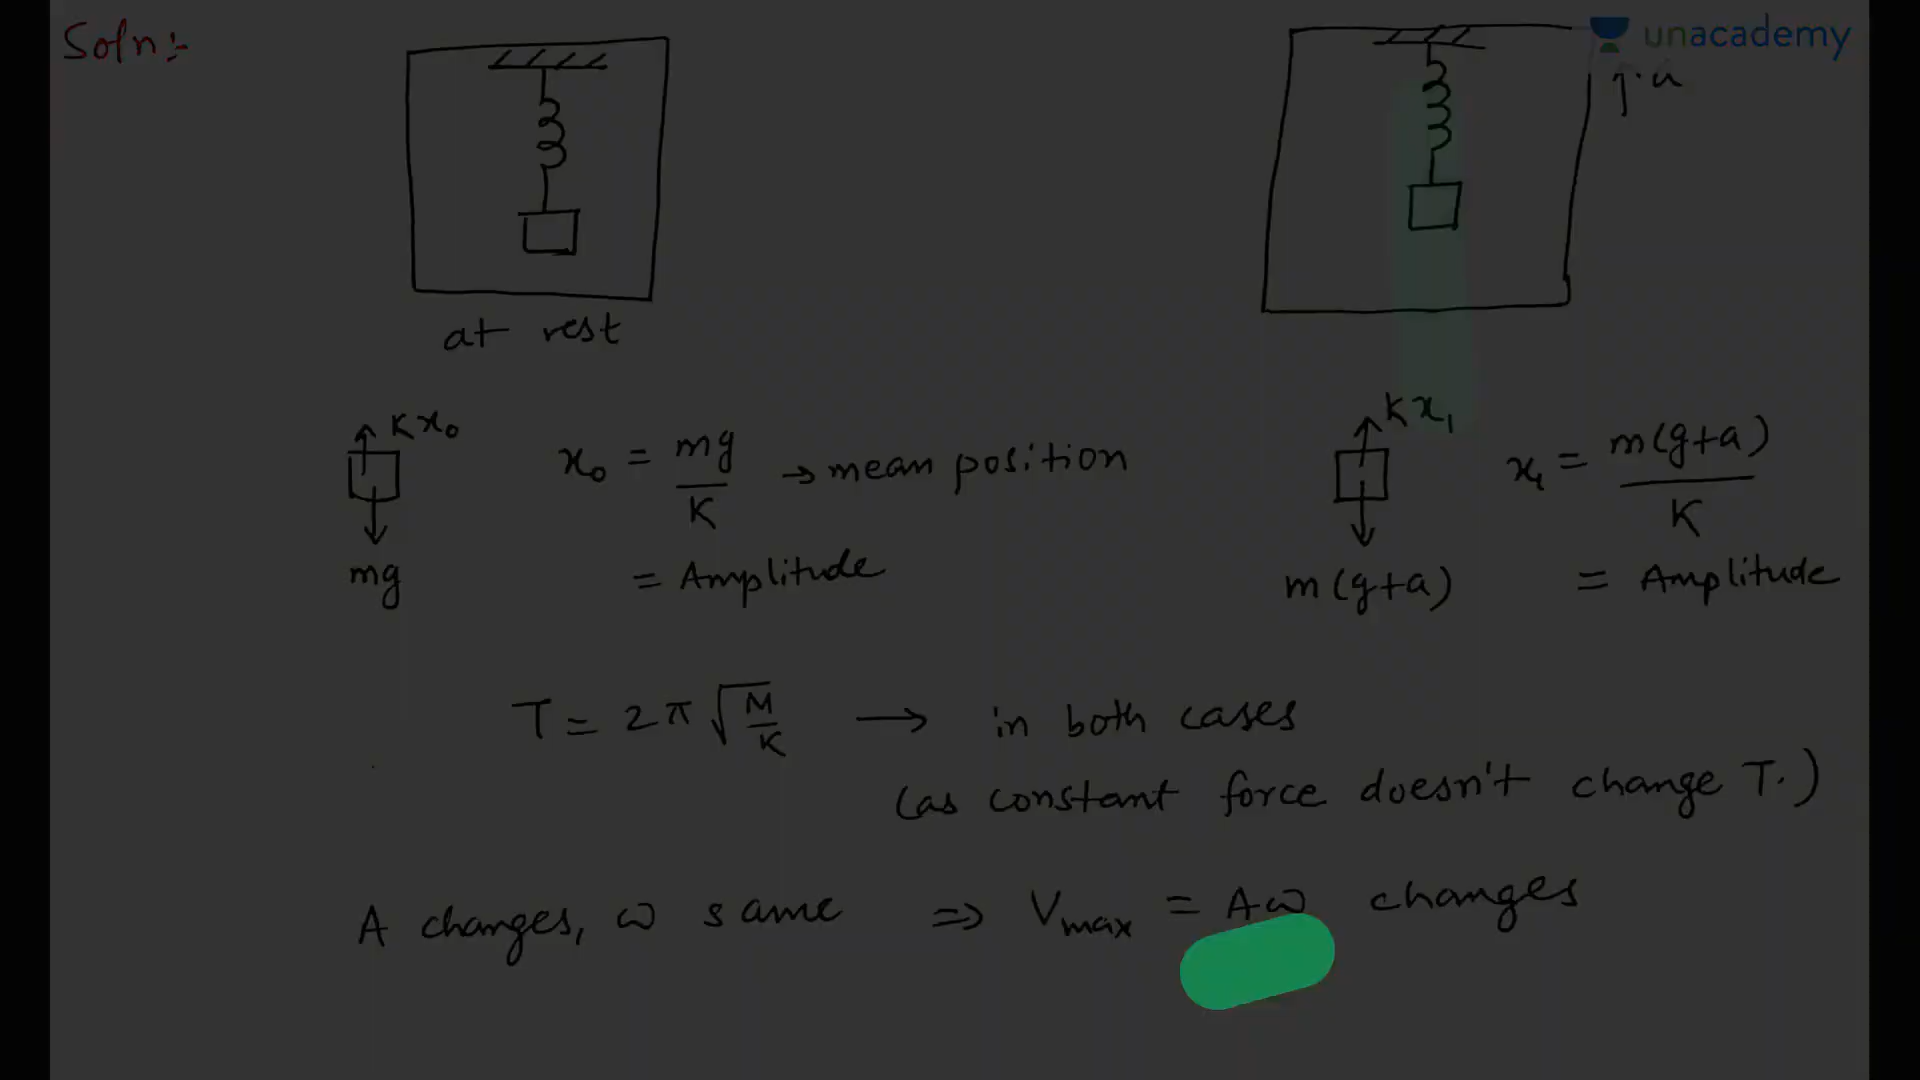 Soln:-
unacademy
↑·a
at rest
Kx₀
x₀ = mg/K → mean position
mg
= Amplitude
Kx₁
x₁ = m(g+a)/K
m(g+a)
= Amplitude
T = 2π √(M/K) → in both cases
(as constant force doesn't change T.)
A changes, ω same ⇒ Vmax = Aω changes